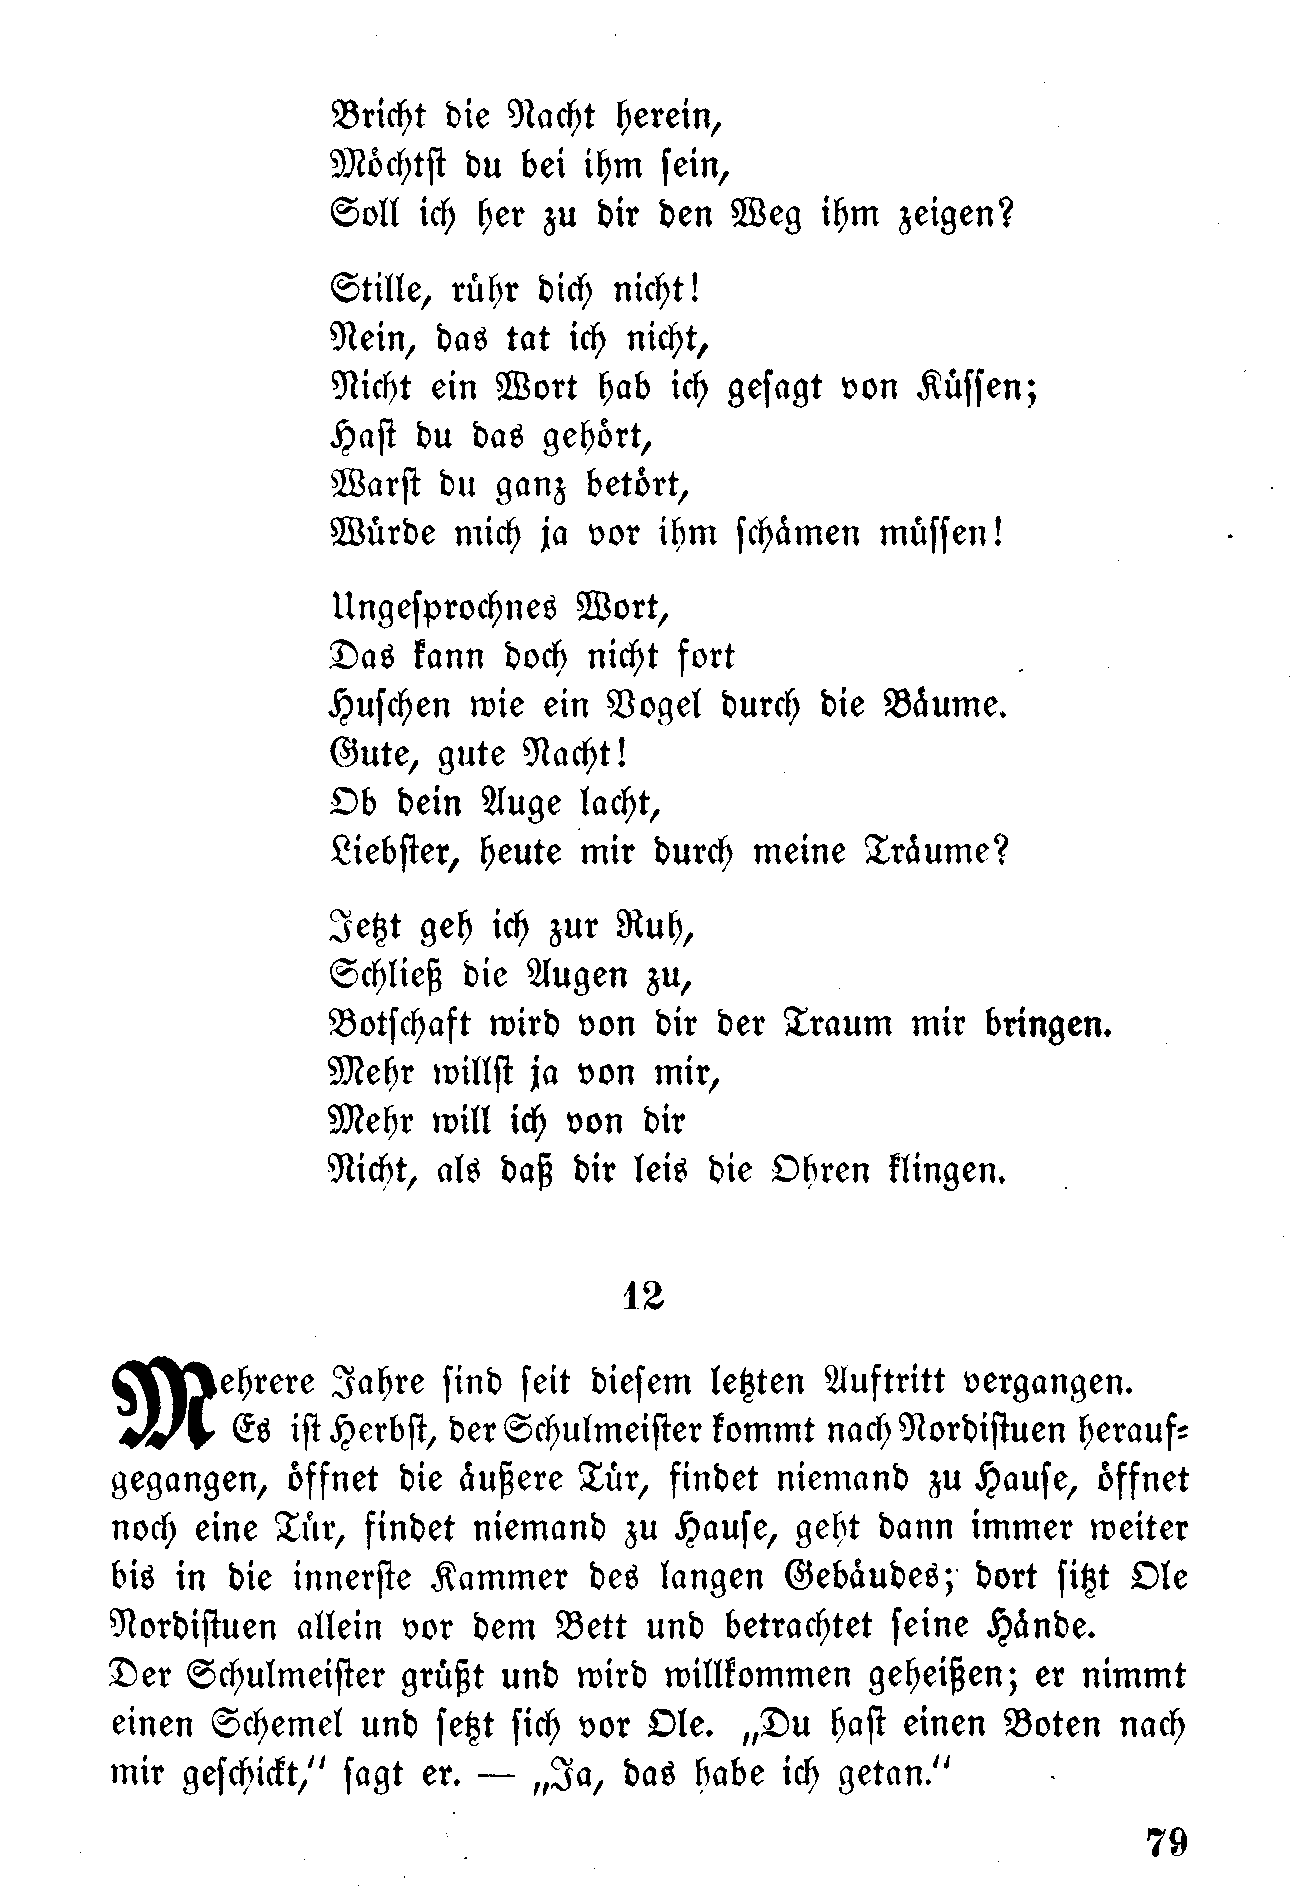 Bricht die Nacht herein,
Möchtst du bei ihm sein,
Soll ich her zu dir den Weg ihm zeigen?
Stille, rühr dich nicht!
Nein, das tat ich nicht,
Nicht ein Wort hab ich gesagt von Küssen;
Hast du das gehört,
Warst du ganz betört,
Würde mich ja vor ihm schämen müssen!
Ungesprochnes Wort,
Das kann doch nicht fort
Huschen wie ein Vogel durch die Bäume.
Gute, gute Nacht!
Ob dein Auge lacht,
Liebster, heute mir durch meine Träume?
Jetzt geh ich zur Ruh,
Schließ die Augen zu,
Botschaft wird von dir der Traum mir bringen.
Mehr willst ja von mir,
Mehr will ich von dir
Nicht, als daß dir leis die Ohren klingen.
12
Mehrere Jahre sind seit diesem letzten Auftritt vergangen.
Es ist Herbst, der Schulmeister kommt nach Nordistuen herauf-
gegangen, öffnet die äußere Tür, findet niemand zu Hause, öffnet
noch eine Tür, findet niemand zu Hause, geht dann immer weiter
bis in die innerste Kammer des langen Gebäudes; dort sitzt Ole
Nordistuen allein vor dem Bett und betrachtet seine Hände.
Der Schulmeister grüßt und wird willkommen geheißen; er nimmt
einen Schemel und setzt sich vor Ole. „Du hast einen Boten nach
mir geschickt,“ sagt er. — „Ja, das habe ich getan.“
79